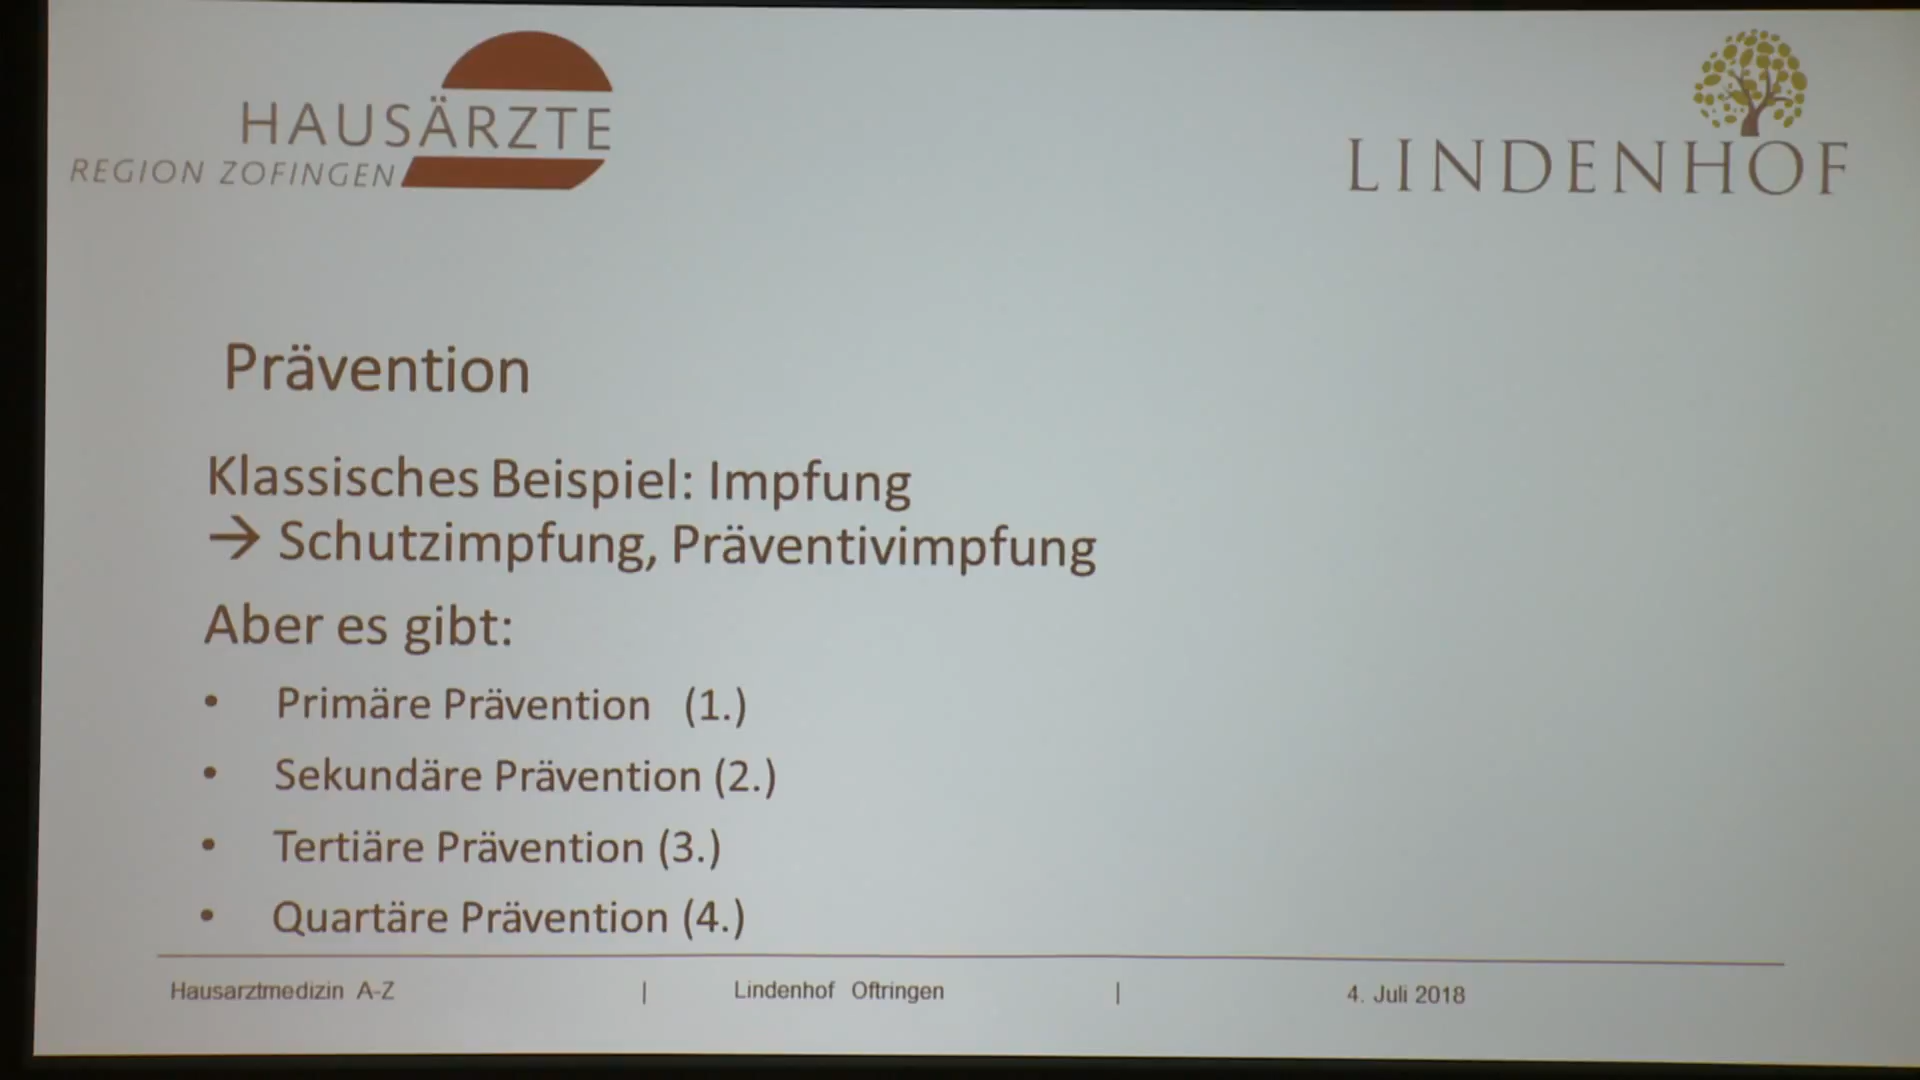 HAUSÄRZTE
REGION ZOFINGEN
LINDENHOF
Prävention
Klassisches Beispiel: Impfung
→ Schutzimpfung, Präventivimpfung
Aber es gibt:
• Primäre Prävention (1.)
• Sekundäre Prävention (2.)
• Tertiäre Prävention (3.)
• Quartäre Prävention (4.)
Hausarztmedizin A-Z | Lindenhof Oftringen | 4. Juli 2018